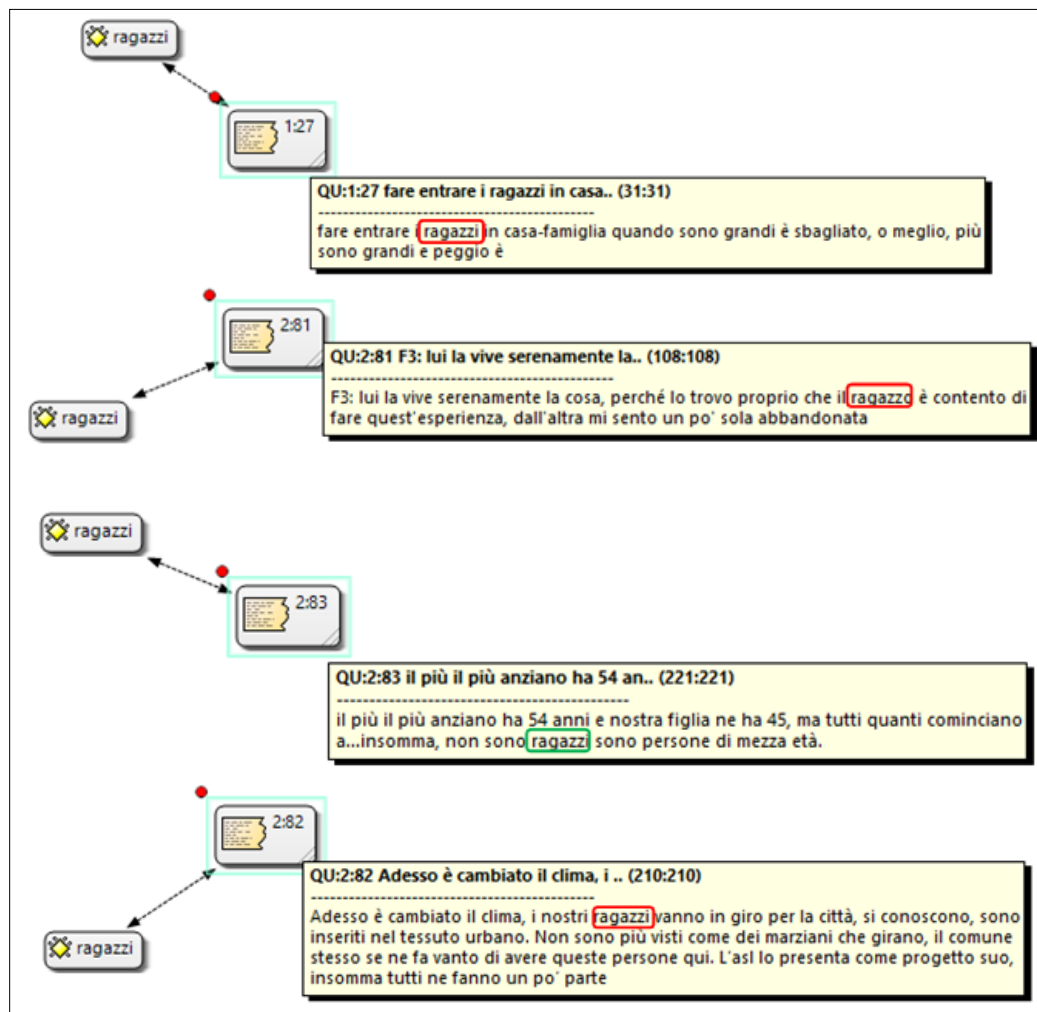 ragazzi
1:27
QU:1:27 fare entrare i ragazzi in casa.. (31:31)
----------------------------------------------
fare entrare i ragazzi in casa-famiglia quando sono grandi è sbagliato, o meglio, più
sono grandi e peggio è
2:81
QU:2:81 F3: lui la vive serenamente la.. (108:108)
----------------------------------------------
F3: lui la vive serenamente la cosa, perché lo trovo proprio che il ragazzo è contento di
fare quest'esperienza, dall'altra mi sento un po' sola abbandonata
ragazzi
ragazzi
2:83
QU:2:83 il più il più anziano ha 54 an.. (221:221)
----------------------------------------------
il più il più anziano ha 54 anni e nostra figlia ne ha 45, ma tutti quanti cominciano
a...insomma, non sono ragazzi sono persone di mezza età.
2:82
QU:2:82 Adesso è cambiato il clima, i .. (210:210)
----------------------------------------------
Adesso è cambiato il clima, i nostri ragazzi vanno in giro per la città, si conoscono, sono
inseriti nel tessuto urbano. Non sono più visti come dei marziani che girano, il comune
stesso se ne fa vanto di avere queste persone qui. L'asl lo presenta come progetto suo,
insomma tutti ne fanno un po' parte
ragazzi